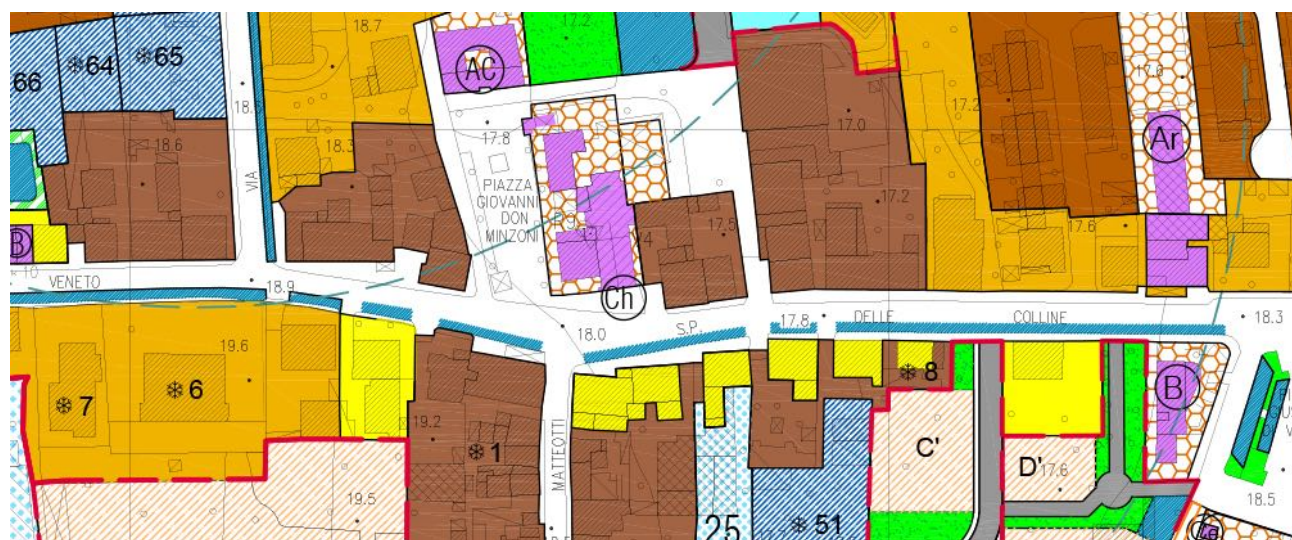 18.7
17.2
66
❄64
❄65
AC
18.6
17.8
17.0
17.2
17.6
Ar
18.6
18.3
VIA
PIAZZA
GIOVANNI
DON
MINZONI
17.5
17.2
17.6
B
VENETO
18.9
Ch
18.0
S.P.
17.8
DELLE
COLLINE
18.3
19.6
❄7
❄6
❄8
B
19.2
❄1
MATTEOTTI
C'
D'
17.6
19.5
25
❄51
18.5